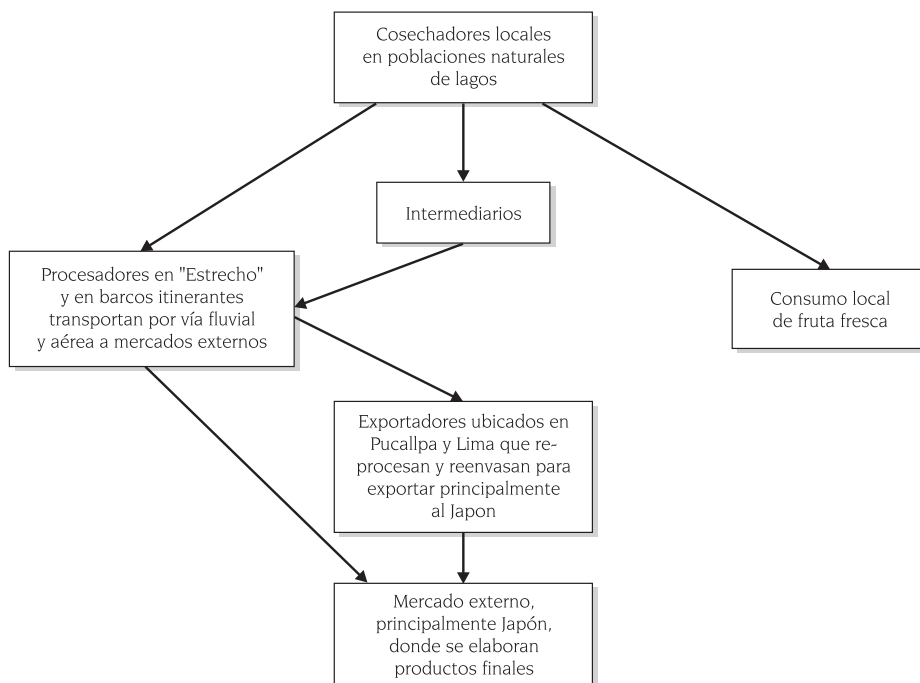 Cosechadores locales
en poblaciones naturales
de lagos
Intermediarios
Procesadores en "Estrecho"
y en barcos itinerantes
transportan por vía fluvial
y aérea a mercados externos
Consumo local
de fruta fresca
Exportadores ubicados en
Pucallpa y Lima que re-
procesan y reenvasan para
exportar principalmente
al Japon
Mercado externo,
principalmente Japón,
donde se elaboran
productos finales